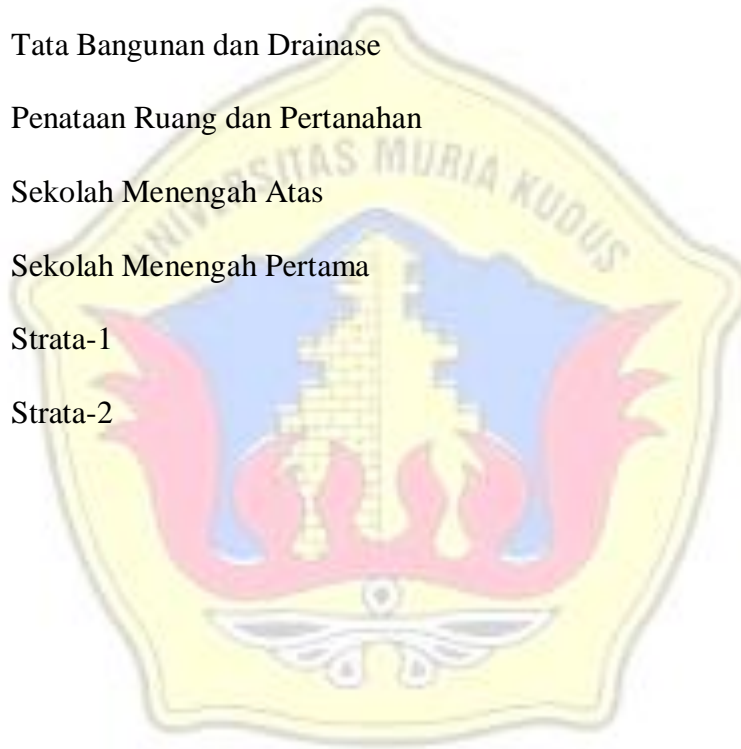 Tata Bangunan dan Drainase
Penataan Ruang dan Pertanahan
UNIVERSITAS MURIA KUDUS
Sekolah Menengah Atas
Sekolah Menengah Pertama
Strata-1
Strata-2